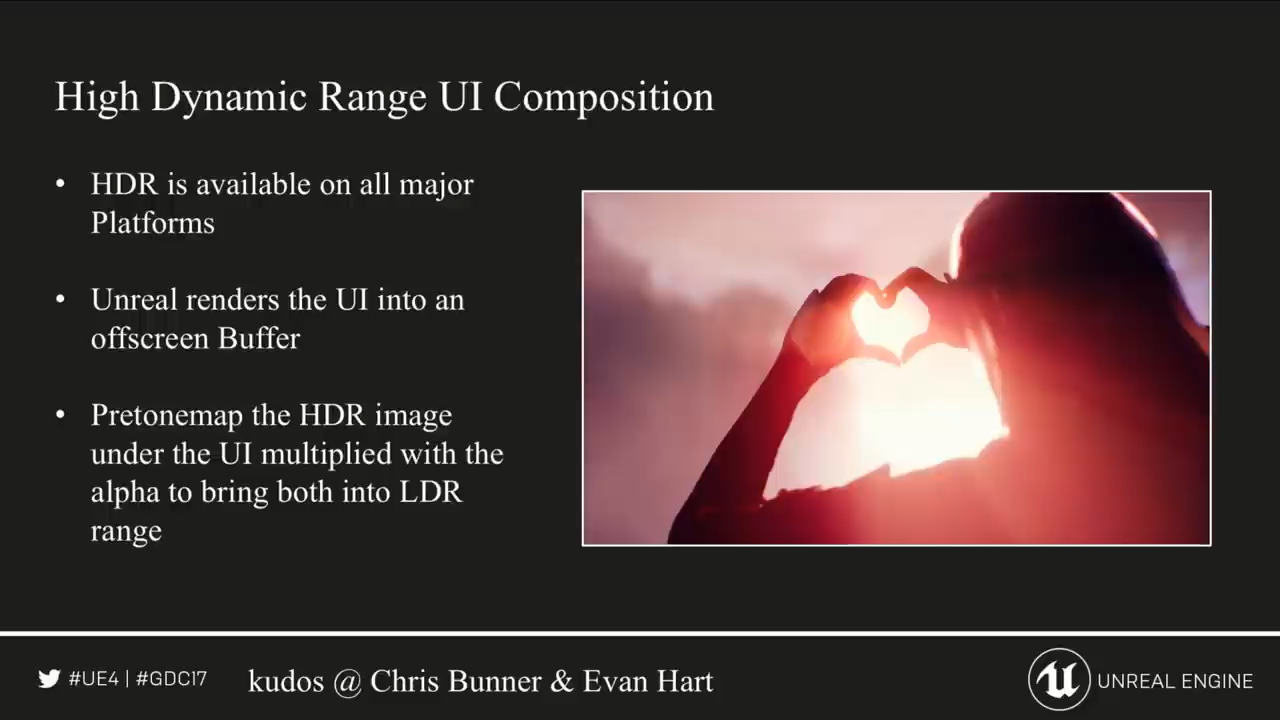 High Dynamic Range UI Composition
• HDR is available on all major
Platforms
• Unreal renders the UI into an
offscreen Buffer
• Pretonemap the HDR image
under the UI multiplied with the
alpha to bring both into LDR
range
#UE4 | #GDC17
kudos @ Chris Bunner & Evan Hart
UNREAL ENGINE